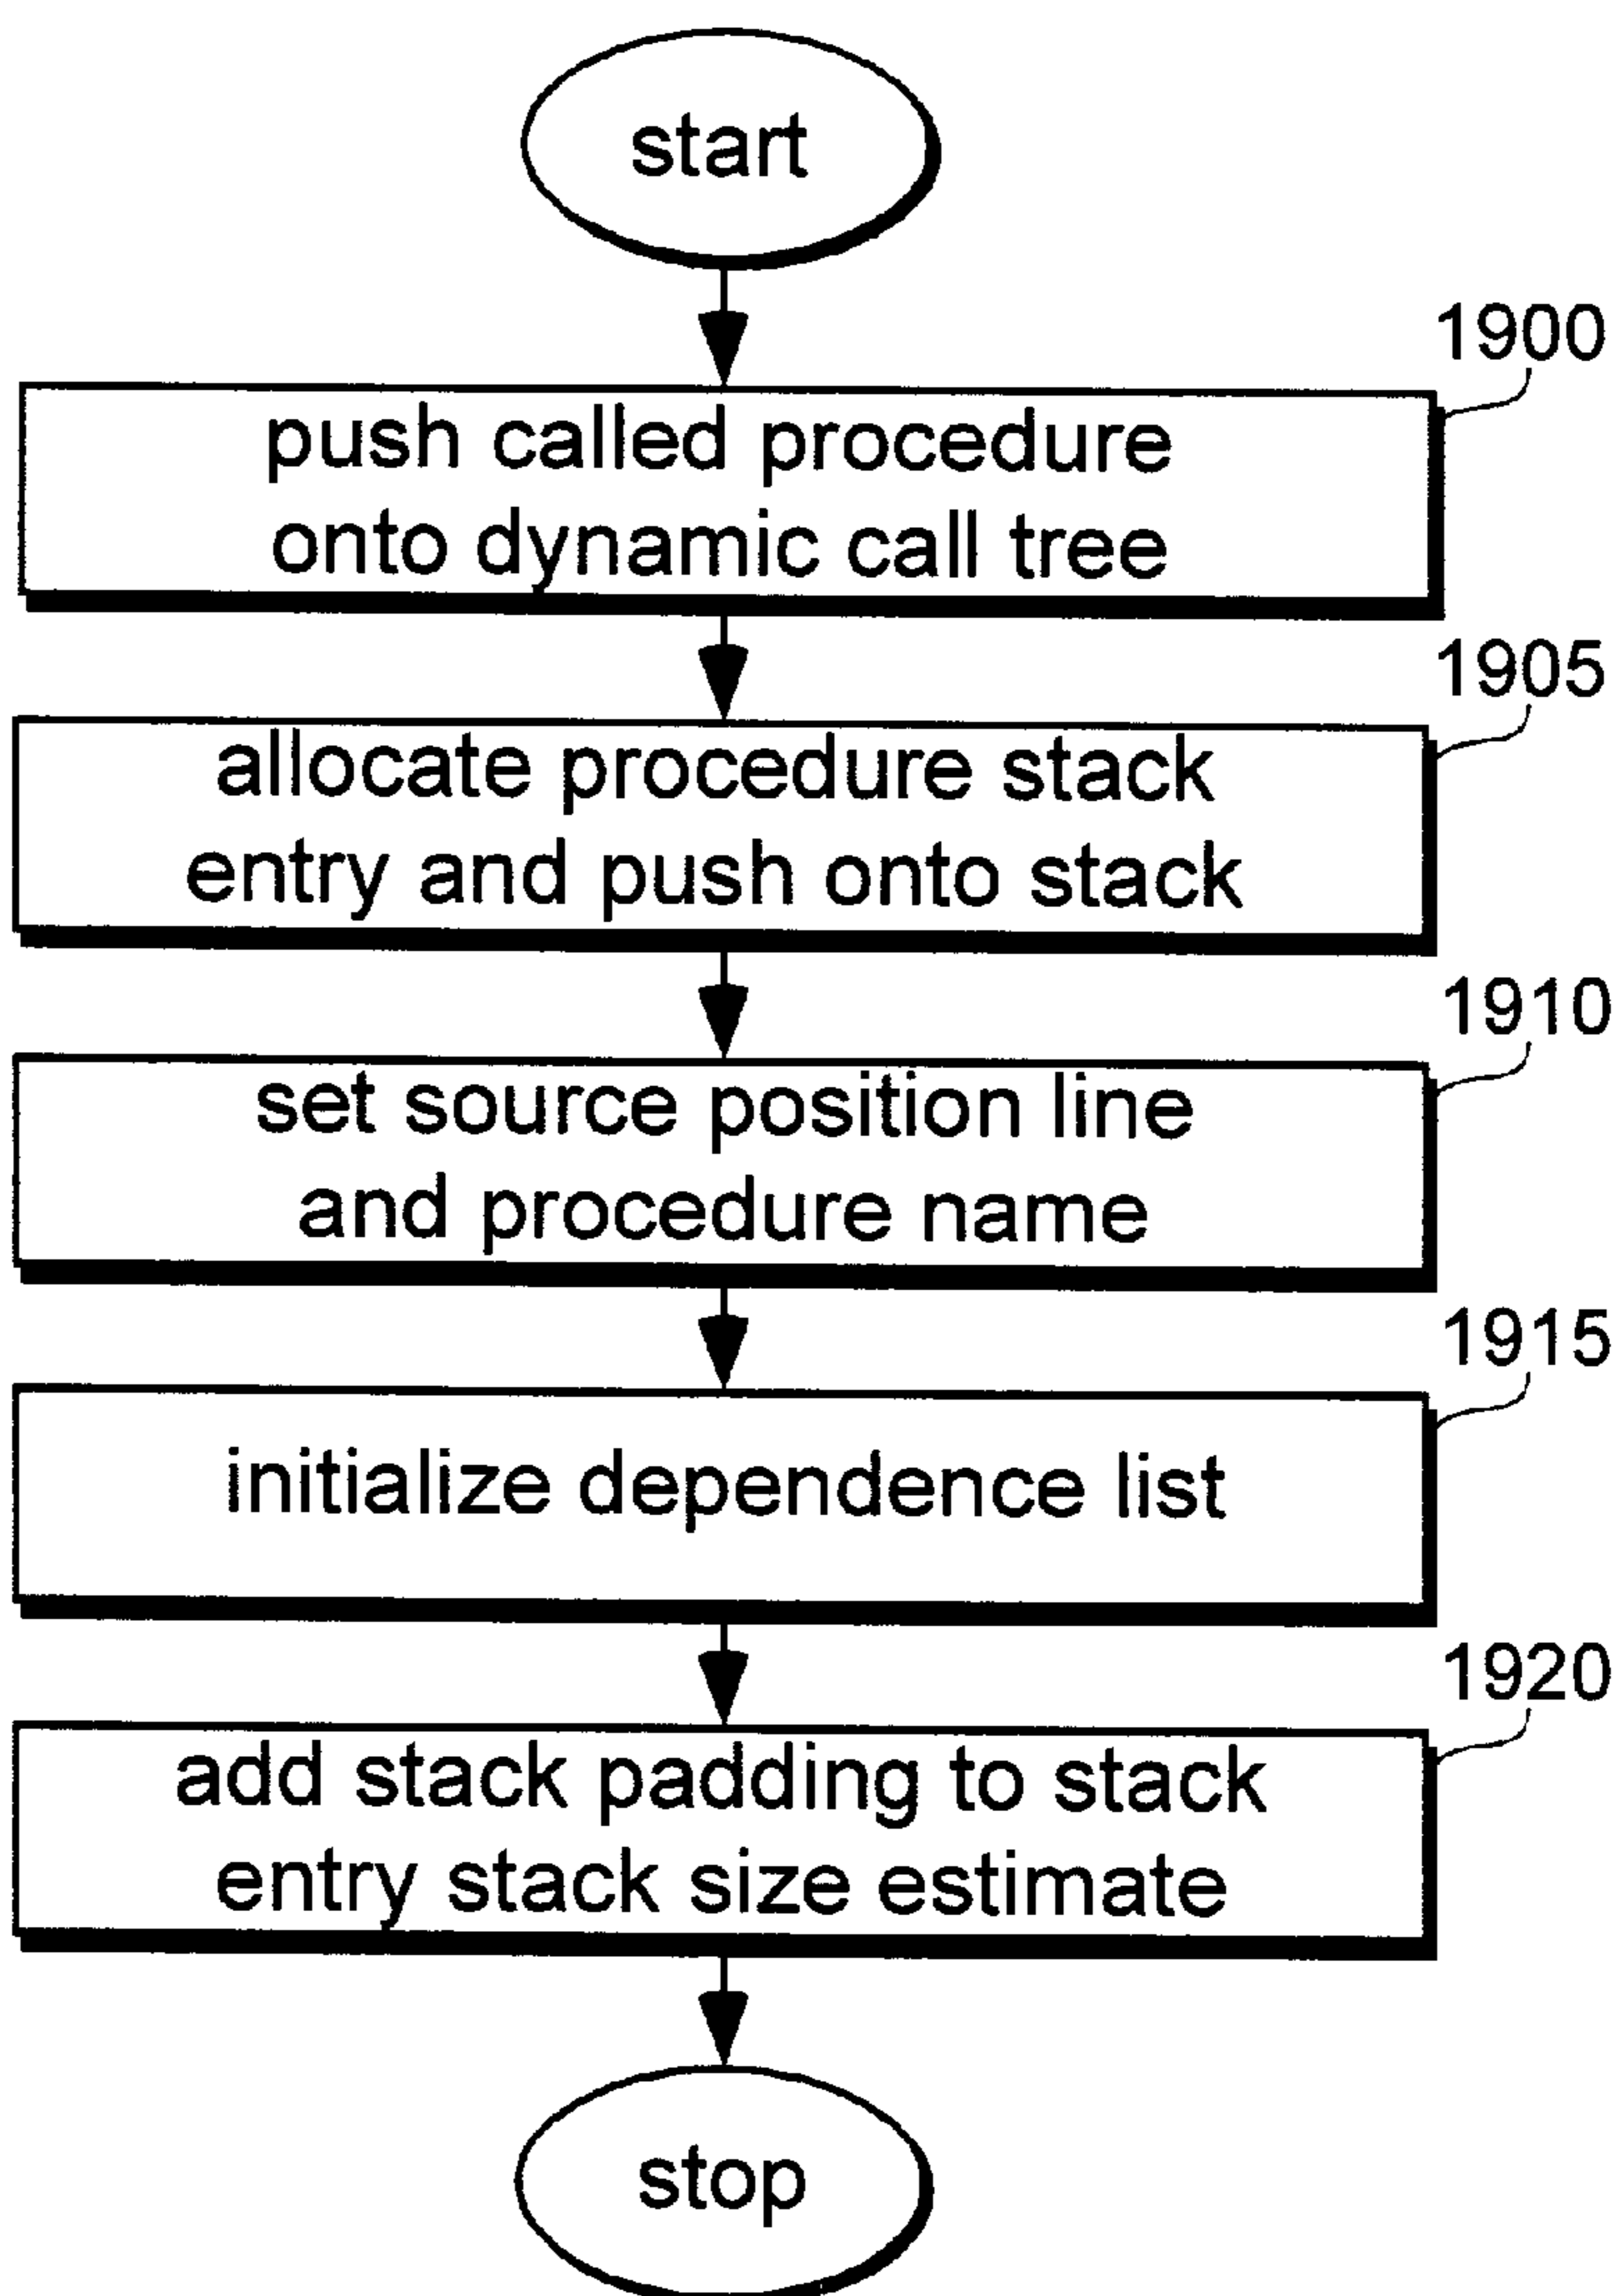 start
1900
push called procedure
onto dynamic call tree
1905
allocate procedure stack
entry and push onto stack
1910
set source position line
and procedure name
1915
initialize dependence list
1920
add stack padding to stack
entry stack size estimate
stop